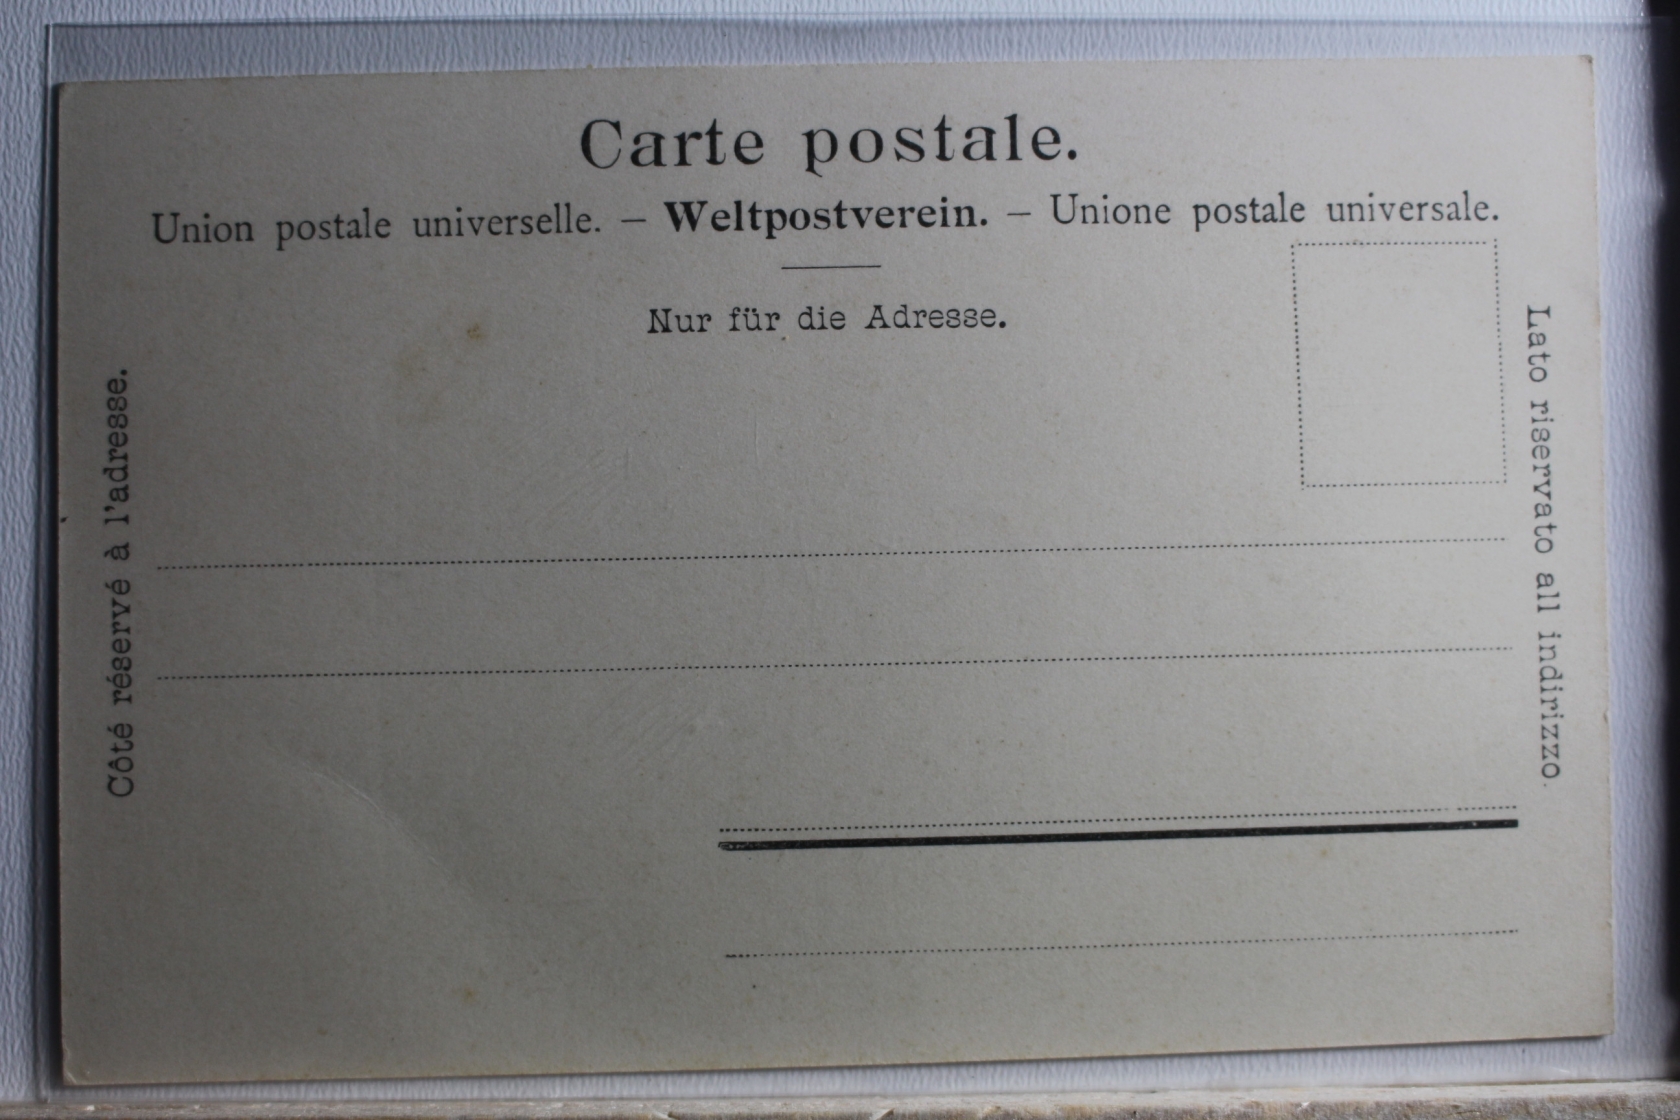 Carte postale.
Union postale universelle. – Weltpostverein. – Unione postale universale.
Nur für die Adresse.
Côté réservé à l'adresse.
Lato riservato all indirizzo.